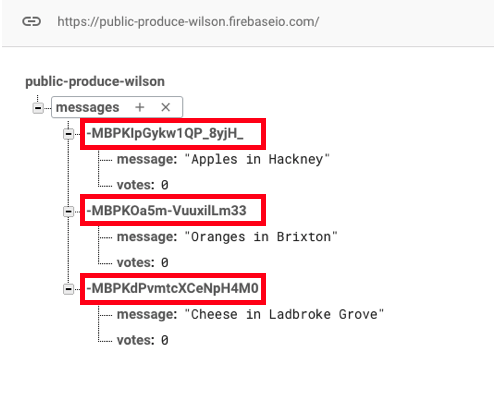 https://public-produce-wilson.firebaseio.com/
public-produce-wilson
messages + ×
-MBPKIpGykw1QP_8yjH_
message: "Apples in Hackney"
votes: 0
-MBPKOa5m-VuuxilLm33
message: "Oranges in Brixton"
votes: 0
-MBPKdPvmtcXCeNpH4M0
message: "Cheese in Ladbroke Grove"
votes: 0